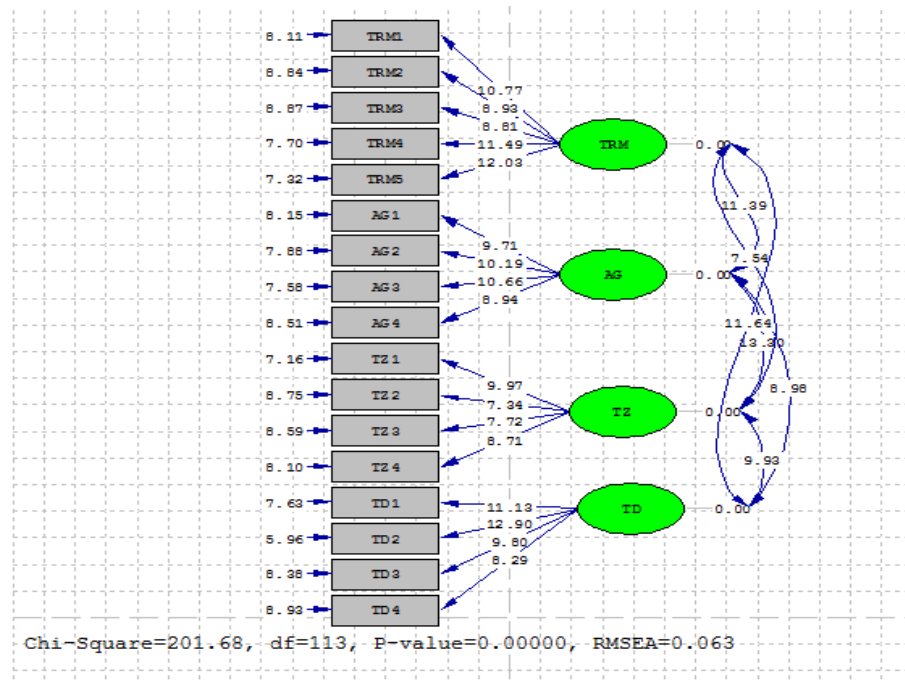 8.11 TRM1
8.84 TRM2
10.77
8.93
8.87 TRM3
8.81
7.70 TRM4 11.49 TRM 0.00
12.03
7.32 TRM5
11.39
8.15 AG1
9.71
7.88 AG2
10.19 7.54
AG 0.00
7.58 AG3 10.66
8.94
8.51 AG4 11.64
13.30
7.16 TZ1
9.97 8.98
8.75 TZ2 7.34
TZ 0.00
8.59 TZ3 7.72
8.71
8.10 TZ4 9.93
7.63 TD1 11.13 TD 0.00
12.90
5.96 TD2 9.80
8.29
8.38 TD3
8.93 TD4
Chi-Square=201.68, df=113, P-value=0.00000, RMSEA=0.063